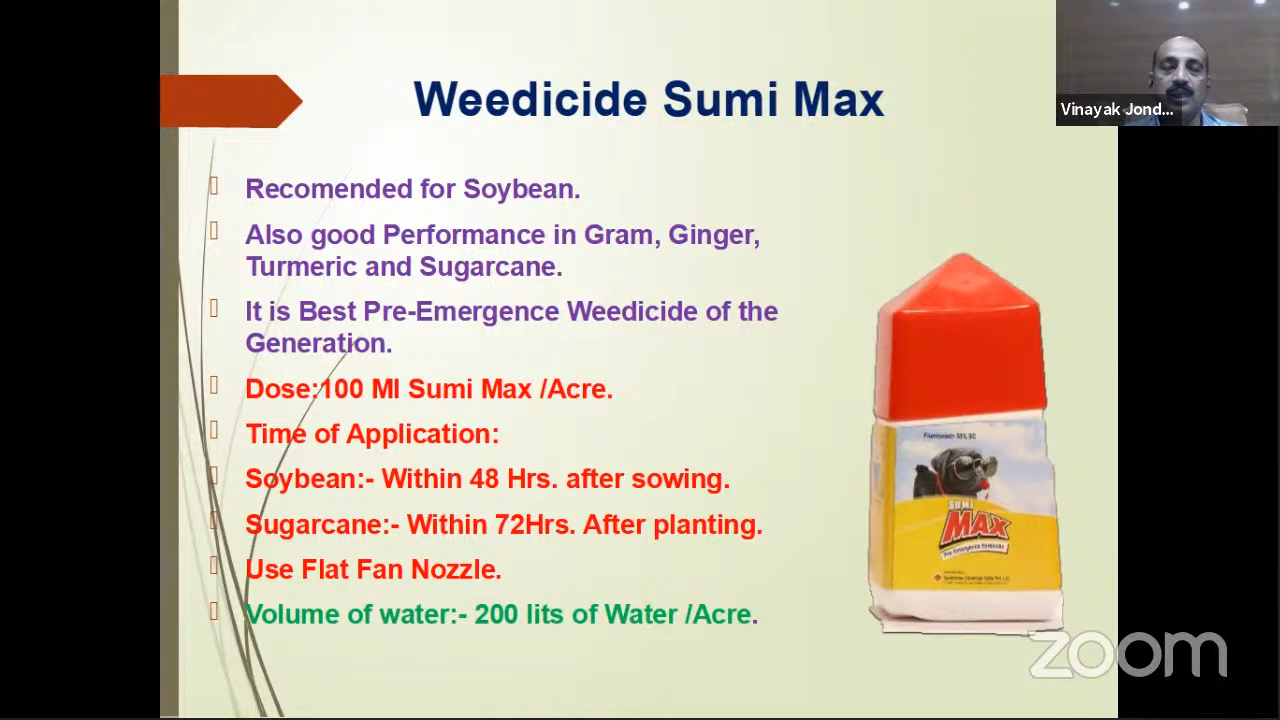 Weedicide Sumi Max
Vinayak Jond...
Recomended for Soybean.
Also good Performance in Gram, Ginger,
Turmeric and Sugarcane.
It is Best Pre-Emergence Weedicide of the
Generation.
Dose:100 Ml Sumi Max /Acre.
Time of Application:
Soybean:- Within 48 Hrs. after sowing.
Sugarcane:- Within 72Hrs. After planting.
Use Flat Fan Nozzle.
Volume of water:- 200 lits of Water /Acre.
SUMI
MAX
Pre-Emergence Herbicide
zoom